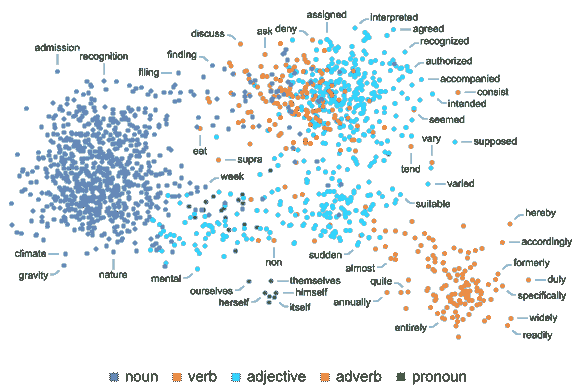 assigned
interpreted
discuss
ask
deny
agreed
admission
recognition
finding
recognized
authorized
filing
accompanied
consist
intended
seemed
eat
supra
vary
supposed
tend
week
varied
suitable
hereby
climate
gravity
nature
mental
non
sudden
almost
accordingly
formerly
ourselves
herself
themselves
himself
itself
quite
annually
duly
specifically
entirely
widely
readily
noun verb adjective adverb pronoun